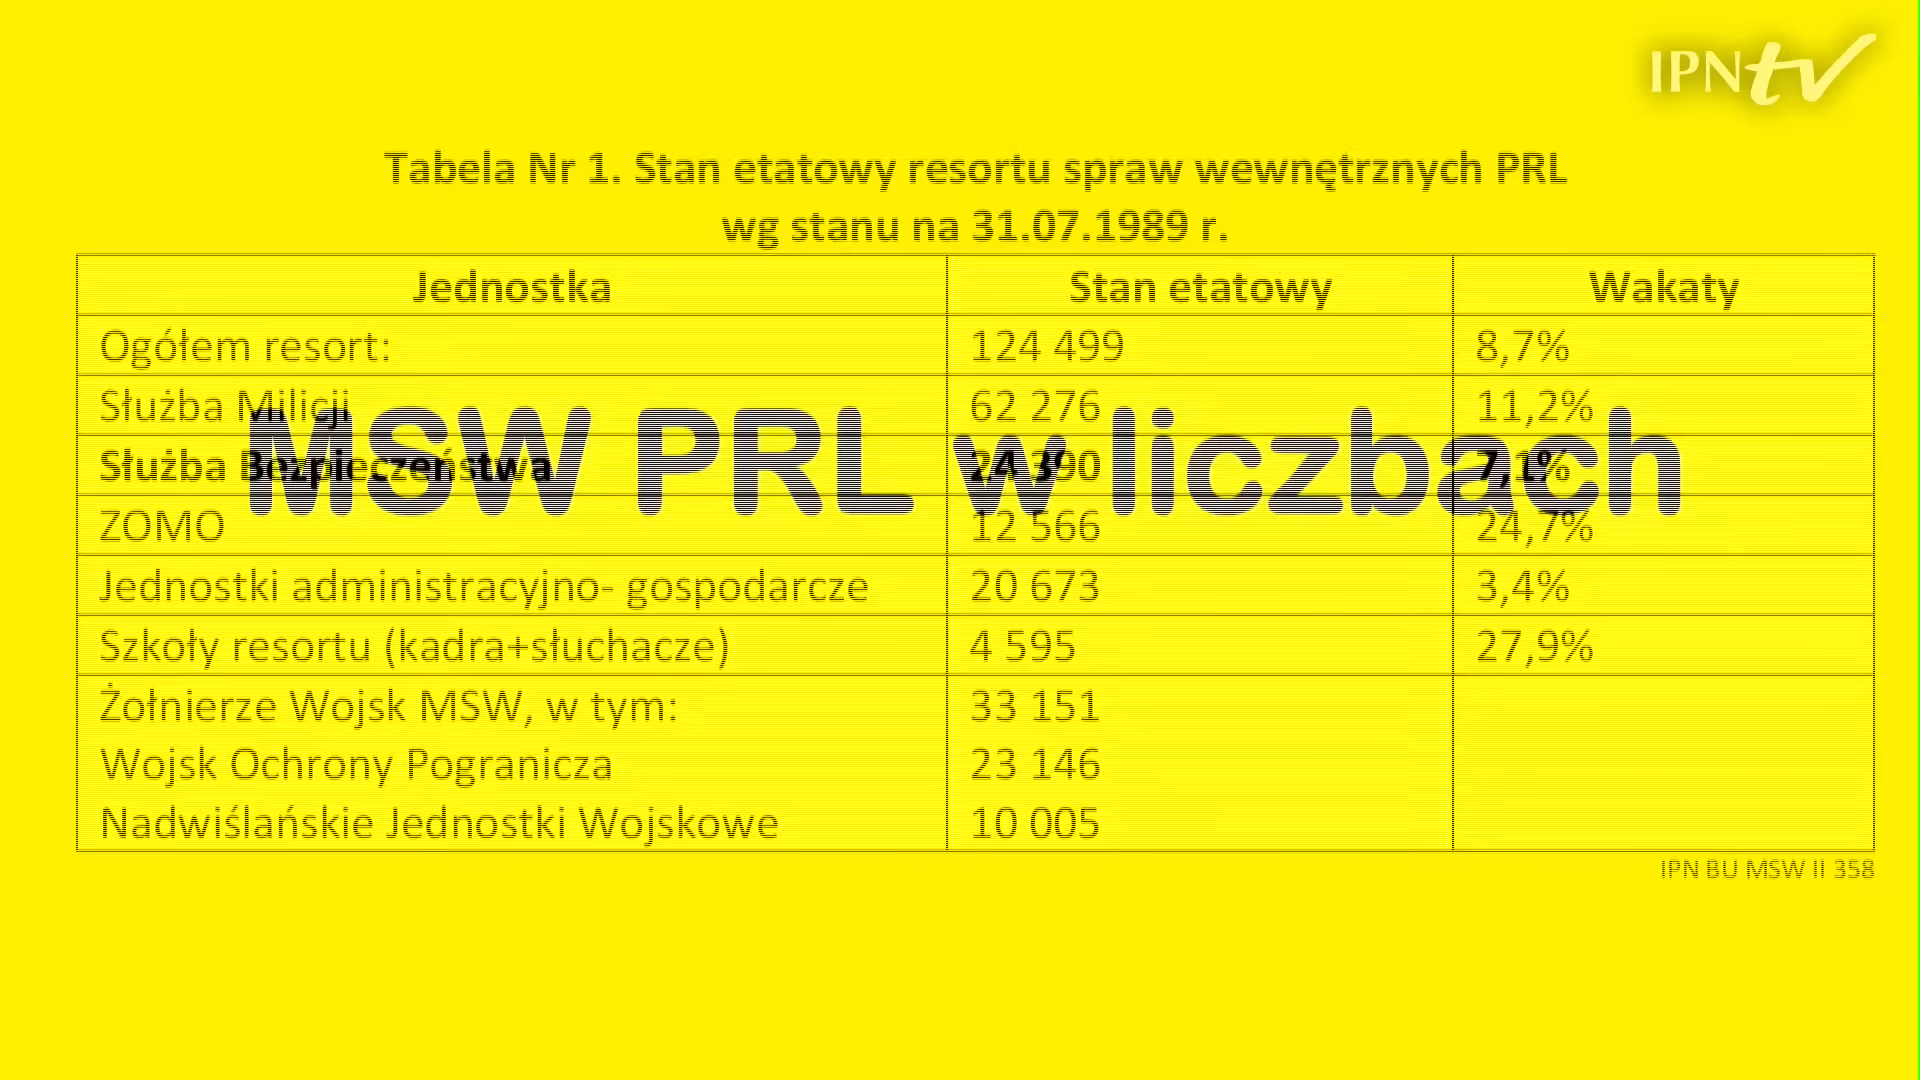 IPNtv
Tabela Nr 1. Stan etatowy resortu spraw wewnętrznych PRL
wg stanu na 31.07.1989 r.
Jednostka Stan etatowy Wakaty
Ogółem resort: 124 499 8,7%
Służba Milicji 62 276 11,2%
MSW PRL w liczbach
Służba Bezpieczeństwa 24 390 7,1%
ZOMO 12 566 24,7%
Jednostki administracyjno- gospodarcze 20 673 3,4%
Szkoły resortu (kadra+słuchacze) 4 595 27,9%
Żołnierze Wojsk MSW, w tym: 33 151
Wojsk Ochrony Pogranicza 23 146
Nadwiślańskie Jednostki Wojskowe 10 005
IPN BU MSW II 358